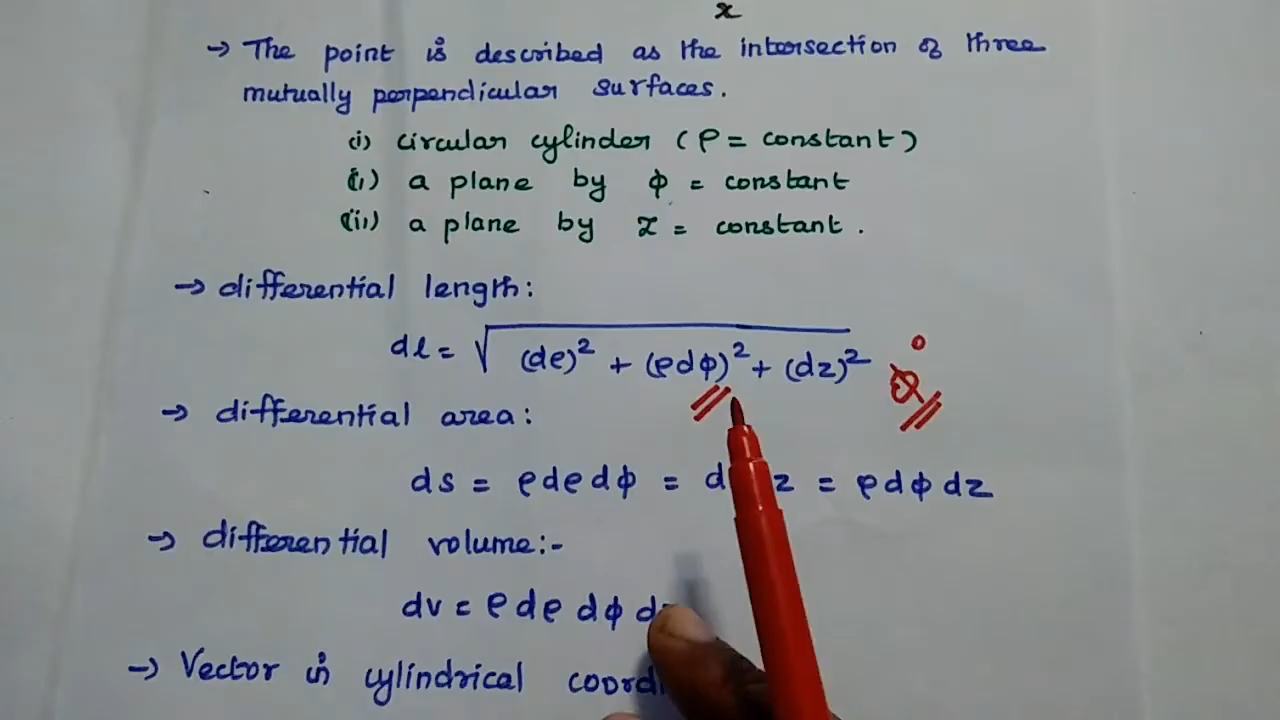 x
→ The point is described as the intersection of three
mutually perpendicular surfaces.
(i) circular cylinder (ρ = constant)
(ii) a plane by φ = constant
(iii) a plane by z = constant.
→ differential length:
dl = √((dρ)² + (ρdφ)² + (dz)²)
→ differential area:
ds = ρdρdφ = d z = ρdφdz
→ differential volume:-
dv = ρ dρ dφ d
→ Vector in cylindrical